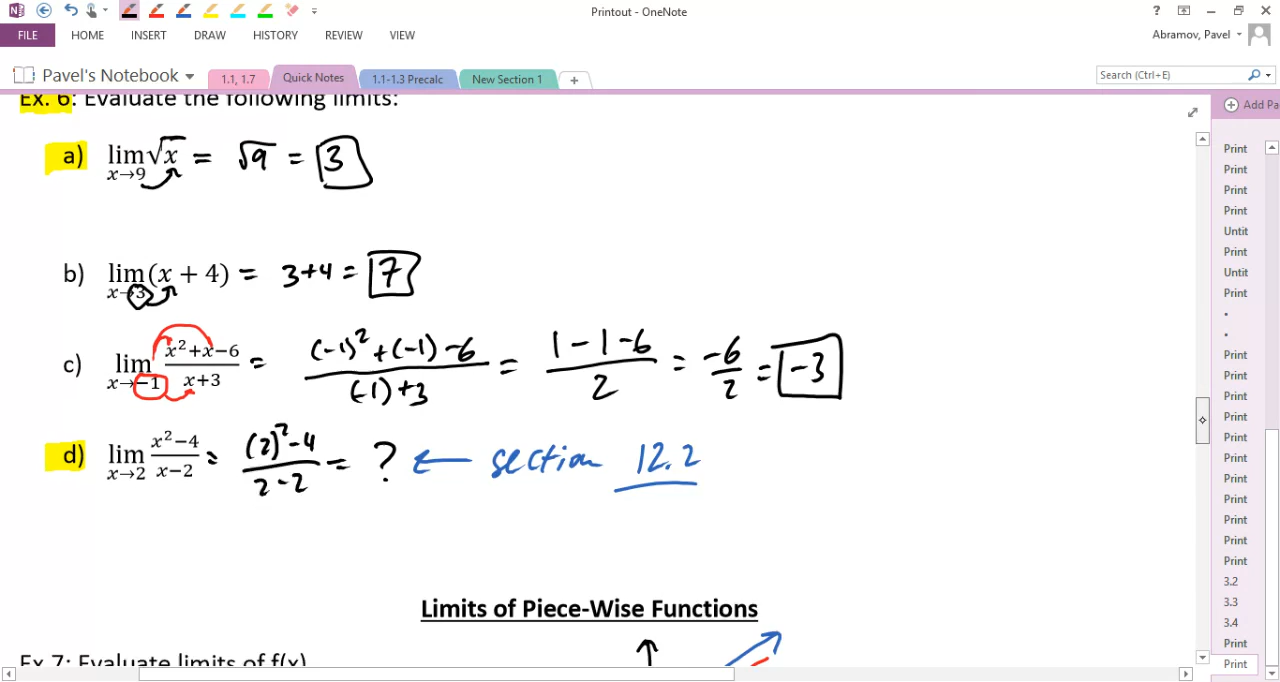 Printout - OneNote
FILE HOME INSERT DRAW HISTORY REVIEW VIEW
Abramov, Pavel
Pavel's Notebook 1.1, 1.7 Quick Notes 1.1-1.3 Precalc New Section 1 +
Search (Ctrl+E)
Add Pa
Ex. 6: Evaluate the following limits:
a) lim x→9 √x = √9 = 3
b) lim x→3 (x + 4) = 3+4 = 7
c) lim x→−1 (x²+x−6)/(x+3) = ((-1)²+(-1)-6)/((-1)+3) = (1-1-6)/2 = -6/2 = -3
d) lim x→2 (x²−4)/(x−2) = ((2)²-4)/(2-2) = ? ← section 12.2
Limits of Piece-Wise Functions
Ex 7: Evaluate limits of f(x)
Print
Print
Print
Print
Untit
Print
Untit
Print
.
.
Print
Print
Print
Print
Print
Print
Print
Print
Print
Print
Print
3.2
3.3
3.4
Print
Print